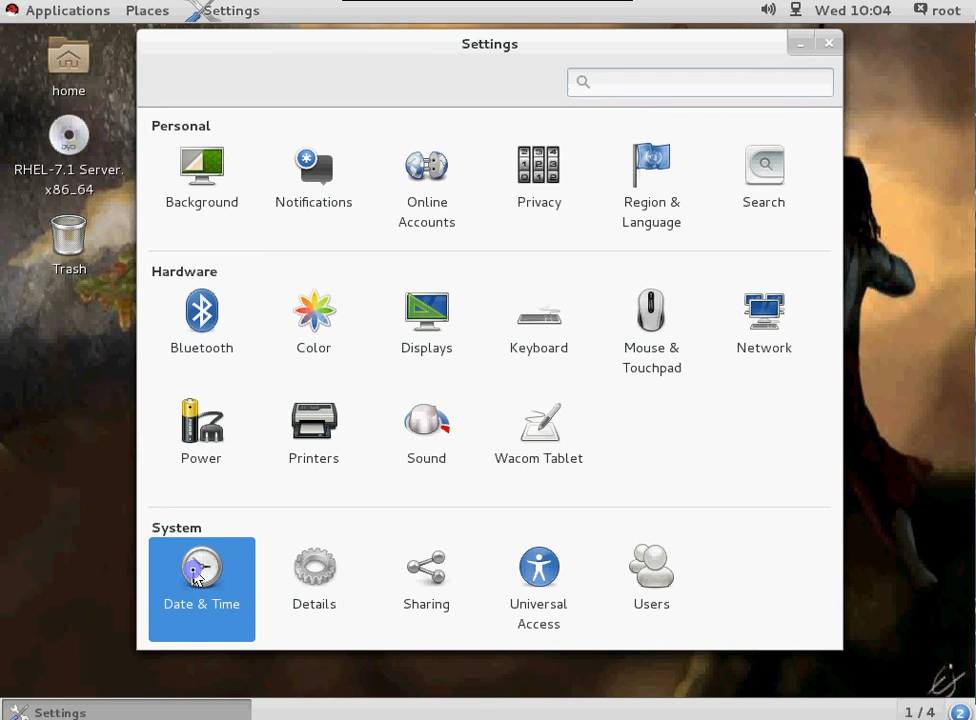 Applications Places Settings Wed 10:04 root
home
RHEL-7.1 Server.
x86_64
Trash
Settings
Personal
Background Notifications Online Accounts Privacy Region & Language Search
Hardware
Bluetooth Color Displays Keyboard Mouse & Touchpad Network
Power Printers Sound Wacom Tablet
System
Date & Time Details Sharing Universal Access Users
Settings 1 / 4 2